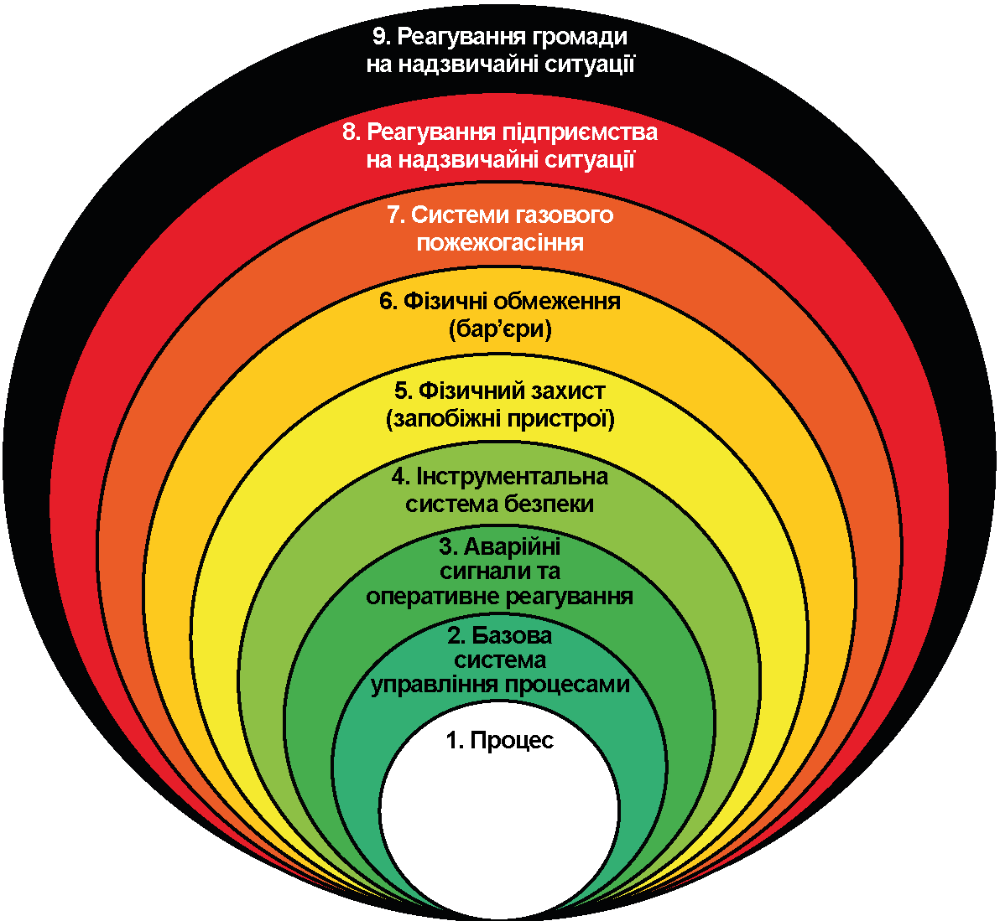 9. Реагування громади
на надзвичайні ситуації
8. Реагування підприємства
на надзвичайні ситуації
7. Системи газового
пожежогасіння
6. Фізичні обмеження
(бар’єри)
5. Фізичний захист
(запобіжні пристрої)
4. Інструментальна
система безпеки
3. Аварійні
сигнали та
оперативне реагування
2. Базова
система
управління процесами
1. Процес